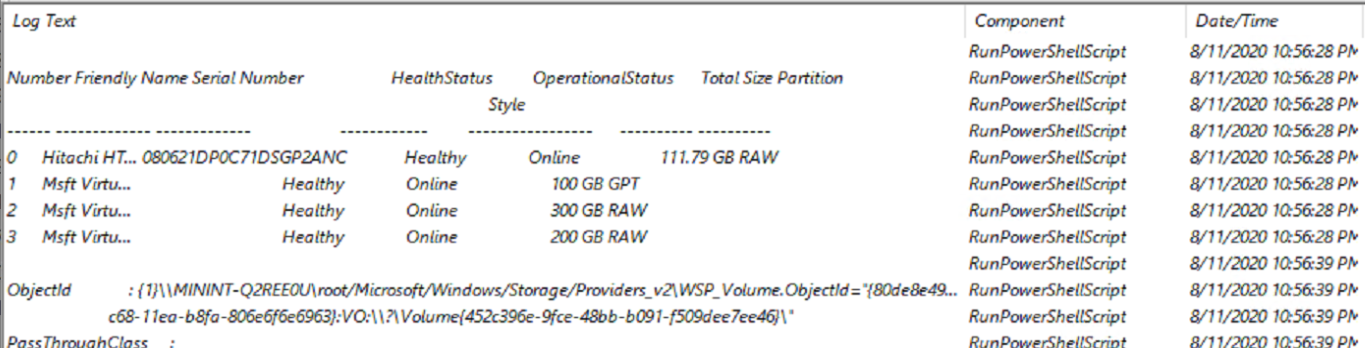 Log Text Component Date/Time
RunPowerShellScript 8/11/2020 10:56:28 PM
Number Friendly Name Serial Number HealthStatus OperationalStatus Total Size Partition RunPowerShellScript 8/11/2020 10:56:28 PM
Style RunPowerShellScript 8/11/2020 10:56:28 PM
------ ------------- ------------- ------------ ----------------- ---------- ---------- RunPowerShellScript 8/11/2020 10:56:28 PM
0 Hitachi HT... 080621DP0C71DSGP2ANC Healthy Online 111.79 GB RAW RunPowerShellScript 8/11/2020 10:56:28 PM
1 Msft Virtu... Healthy Online 100 GB GPT RunPowerShellScript 8/11/2020 10:56:28 PM
2 Msft Virtu... Healthy Online 300 GB RAW RunPowerShellScript 8/11/2020 10:56:28 PM
3 Msft Virtu... Healthy Online 200 GB RAW RunPowerShellScript 8/11/2020 10:56:28 PM
RunPowerShellScript 8/11/2020 10:56:39 PM
ObjectId : {1}\\MININT-Q2REE0U\root/Microsoft/Windows/Storage/Providers_v2\WSP_Volume.ObjectId="{80de8e49... RunPowerShellScript 8/11/2020 10:56:39 PM
c68-11ea-b8fa-806e6f6e6963}:VO:\\?\Volume{452c396e-9fce-48bb-b091-f509dee7ee46}\" RunPowerShellScript 8/11/2020 10:56:39 PM
PassThroughClass : RunPowerShellScript 8/11/2020 10:56:39 PM